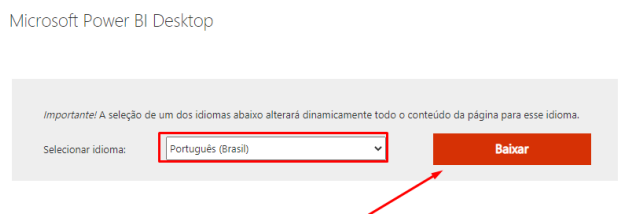 Microsoft Power BI Desktop
Importante! A seleção de um dos idiomas abaixo alterará dinamicamente todo o conteúdo da página para esse idioma.
Selecionar idioma: Português (Brasil) Baixar